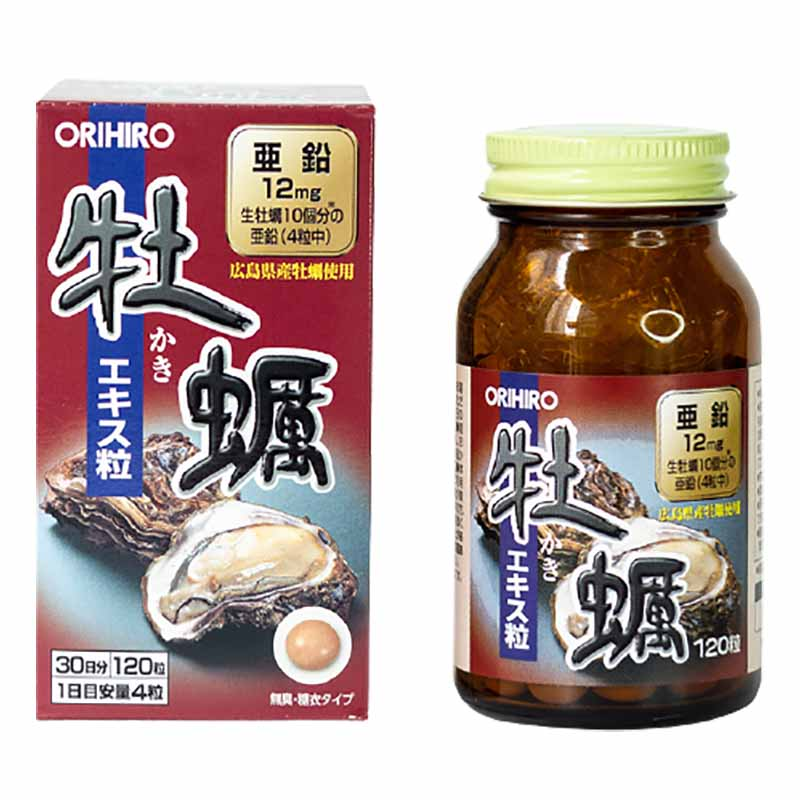 ORIHIRO
亜鉛
12mg
生牡蠣10個分※の
亜鉛(4粒中)
広島県産牡蠣使用
牡蠣
かき
エキス粒
30日分 120粒
1日目安量4粒
無臭・糖衣タイプ
ORIHIRO
亜鉛
12mg
生牡蠣10個分※の
亜鉛(4粒中)
広島県産牡蠣使用
牡蠣
かき
エキス粒
120粒